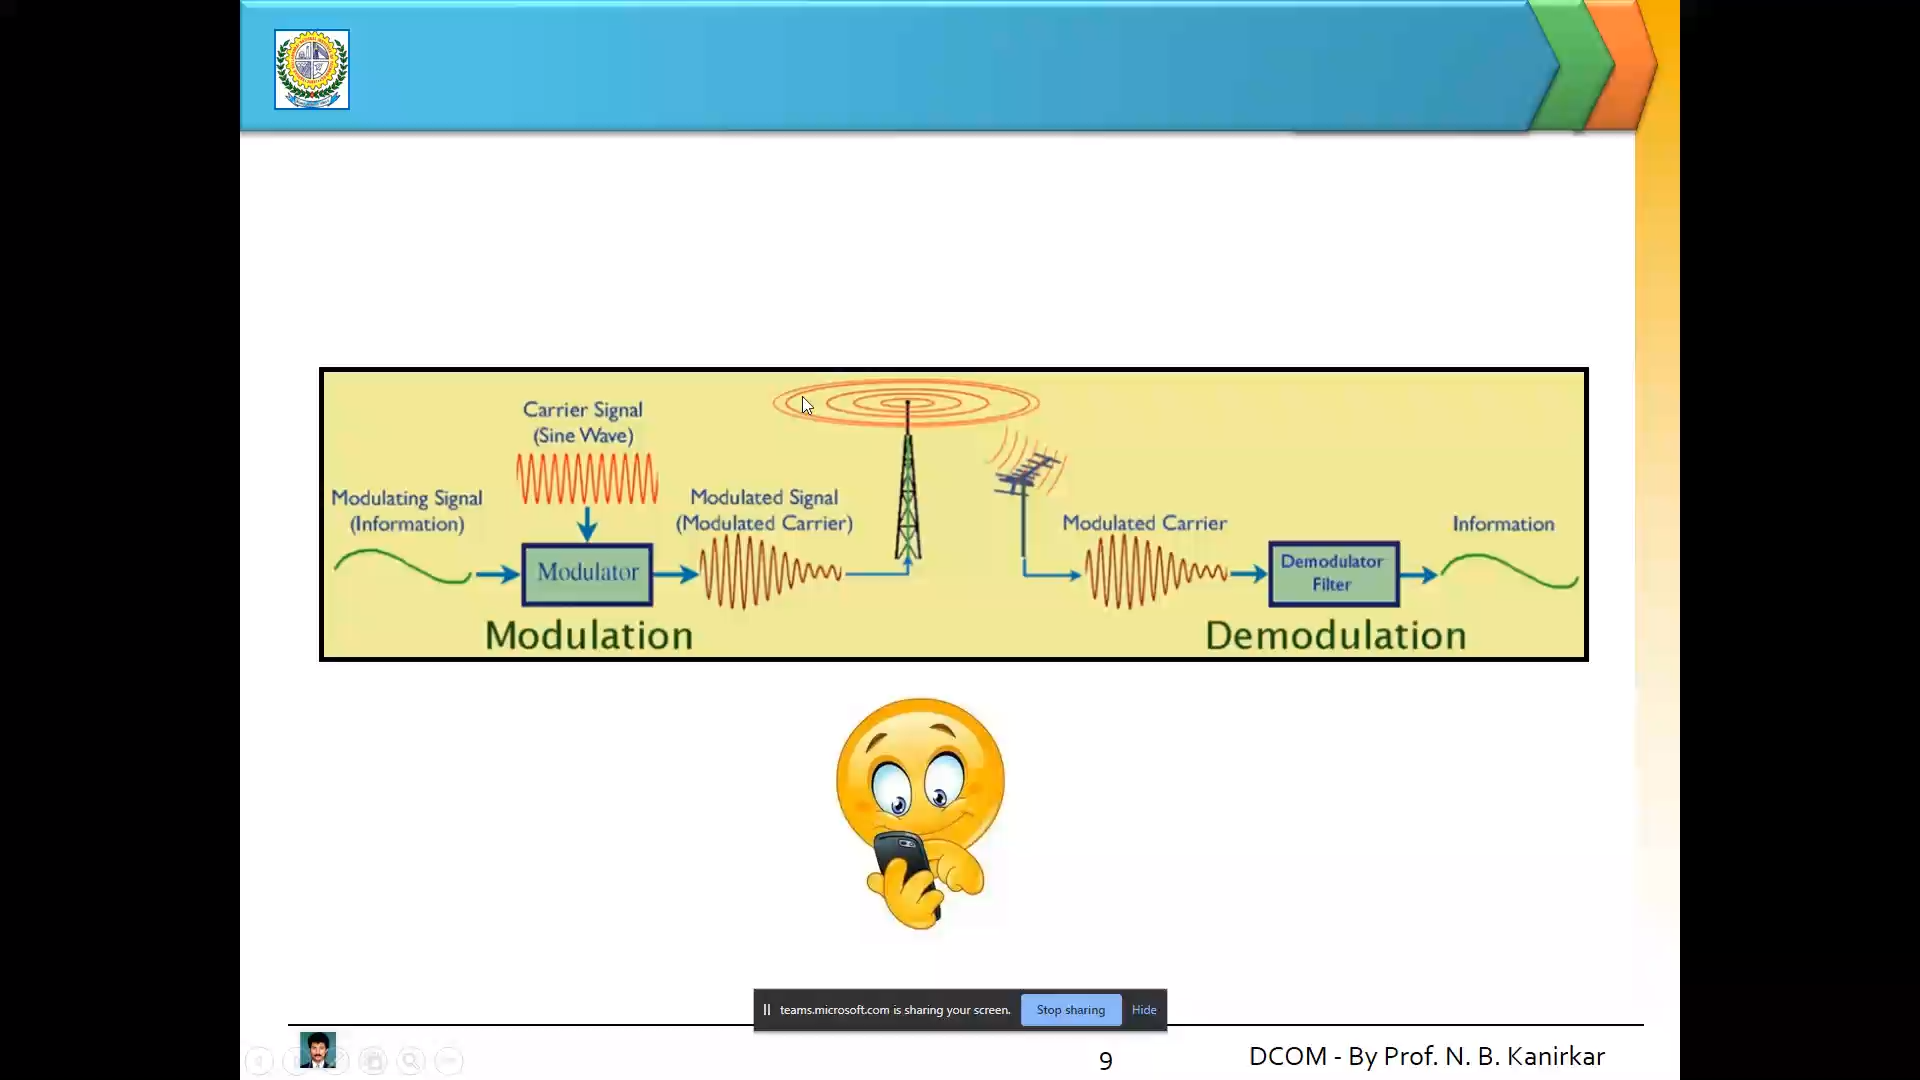 Carrier Signal
(Sine Wave)
Modulating Signal
(Information)
Modulated Signal
(Modulated Carrier)
Modulator
Modulation
Modulated Carrier
Demodulator
Filter
Information
Demodulation
teams.microsoft.com is sharing your screen.
Stop sharing
Hide
9
DCOM - By Prof. N. B. Kanirkar